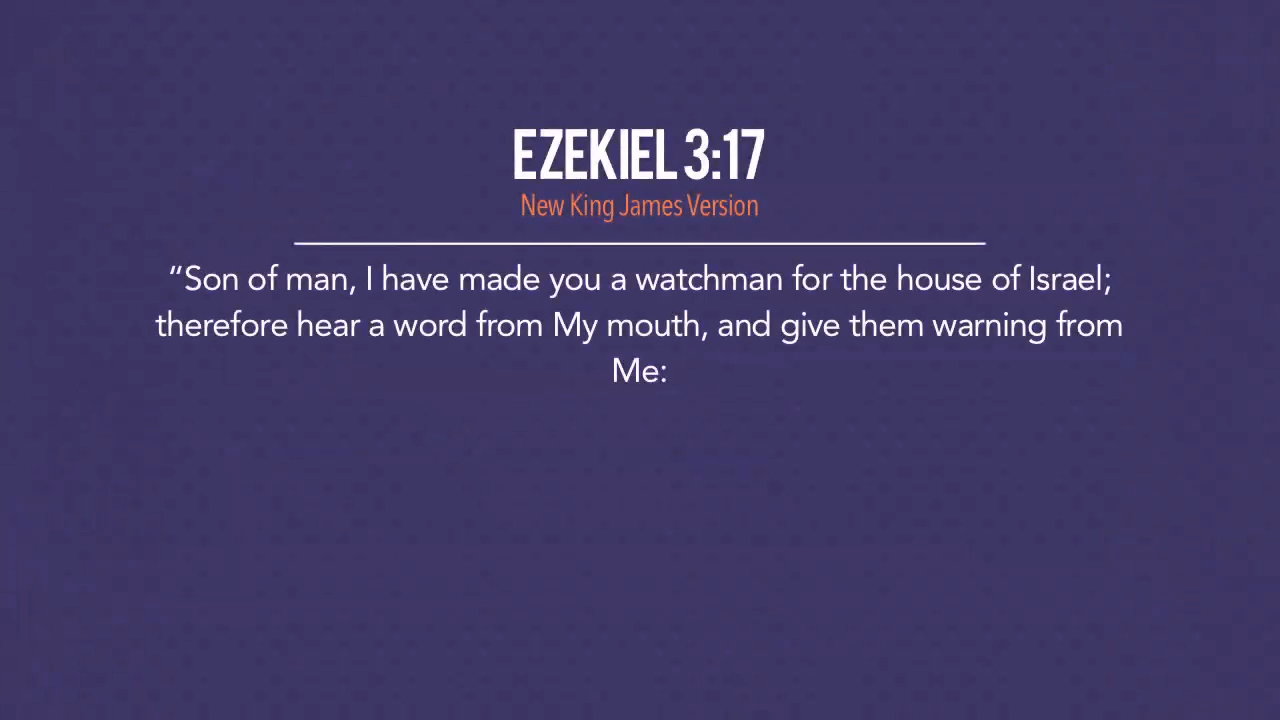 EZEKIEL 3:17
New King James Version
“Son of man, I have made you a watchman for the house of Israel;
therefore hear a word from My mouth, and give them warning from
Me: